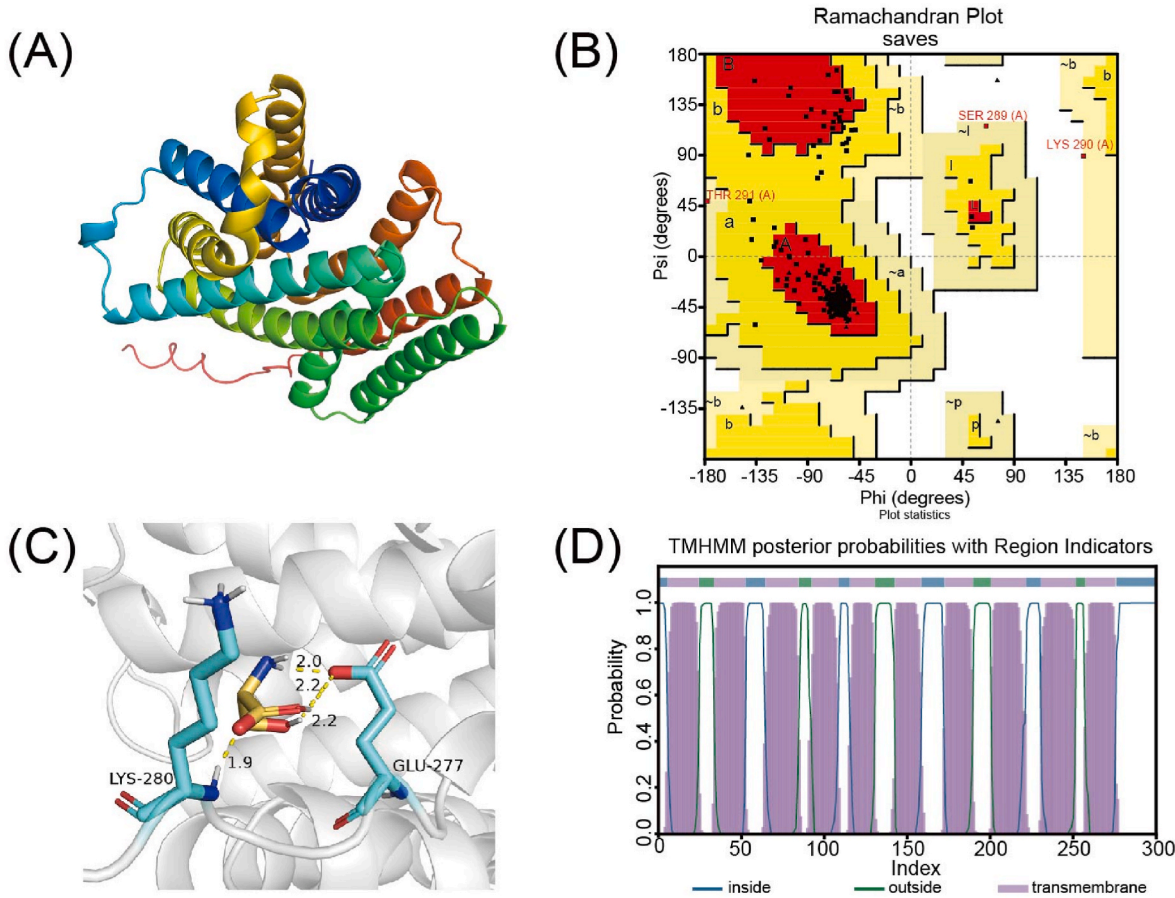 (A)
(B)
Ramachandran Plot
saves
180
135
90
45
0
-45
-90
-135
Psi (degrees)
B
b
~b
~b
b
SER 289 (A)
~l
LYS 290 (A)
l
THR 291 (A)
L
a
A
~a
~b
b
~p
p
~b
-180 -135 -90 -45 0 45 90 135 180
Phi (degrees)
Plot statistics
(C)
2.0
2.2
2.2
1.9
LYS-280
GLU-277
(D)
TMHMM posterior probabilities with Region Indicators
1.0
0.8
0.6
0.4
0.2
0.0
Probability
0 50 100 150 200 250 300
Index
inside outside transmembrane